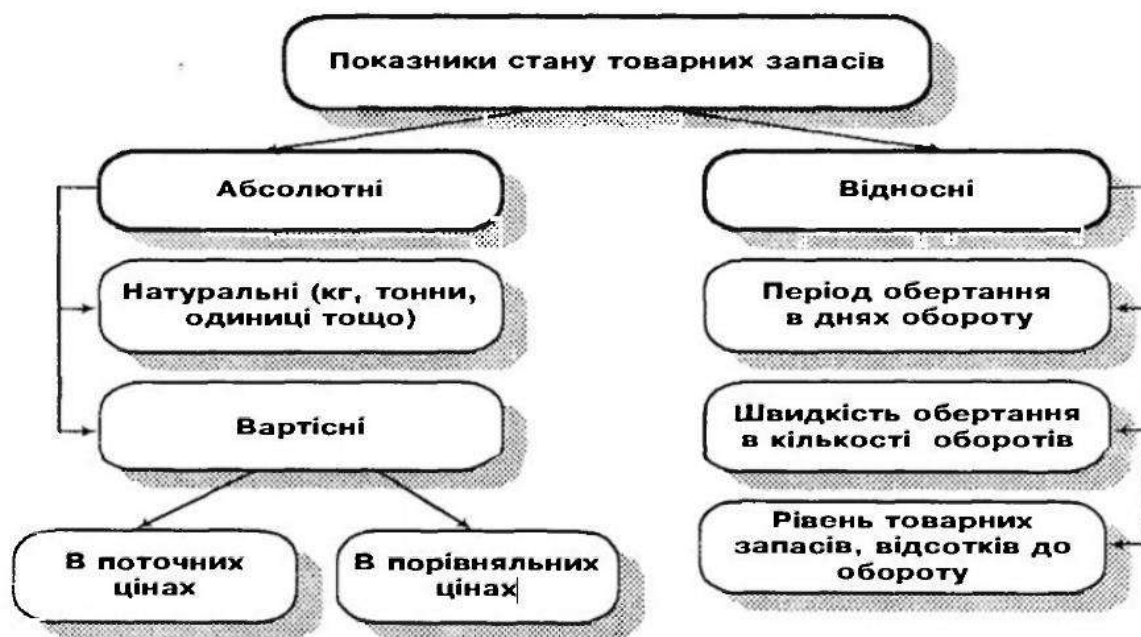 Показники стану товарних запасів
Абсолютні
Відносні
Натуральні (кг, тонни,
одиниці тощо)
Період обертання
в днях обороту
Вартісні
Швидкість обертання
в кількості оборотів
В поточних
цінах
В порівняльних
цінах
Рівень товарних
запасів, відсотків до
обороту